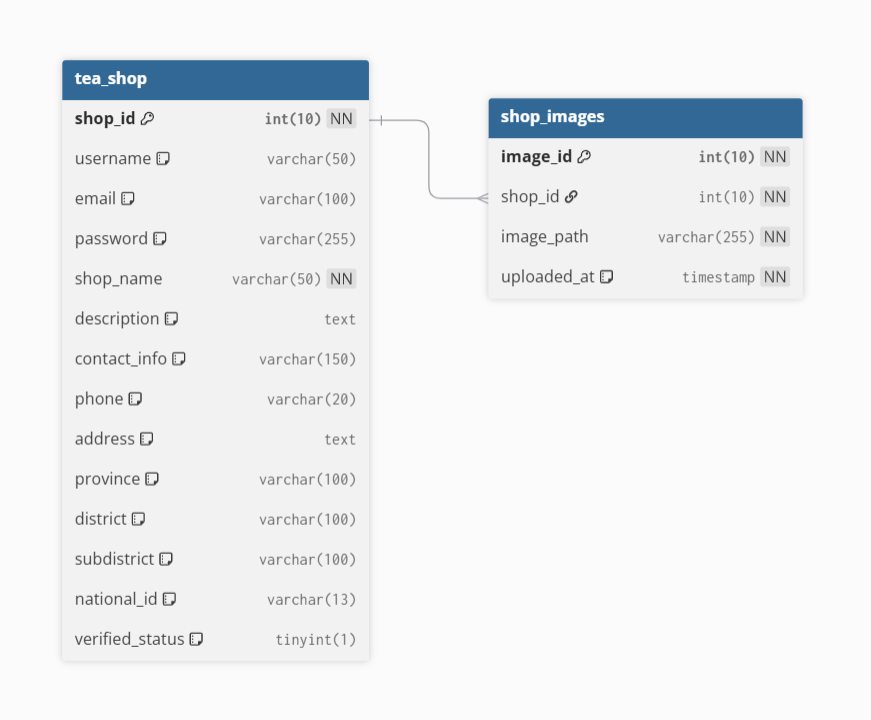 tea_shop
shop_id int(10) NN
username varchar(50)
email varchar(100)
password varchar(255)
shop_name varchar(50) NN
description text
contact_info varchar(150)
phone varchar(20)
address text
province varchar(100)
district varchar(100)
subdistrict varchar(100)
national_id varchar(13)
verified_status tinyint(1)
shop_images
image_id int(10) NN
shop_id int(10) NN
image_path varchar(255) NN
uploaded_at timestamp NN